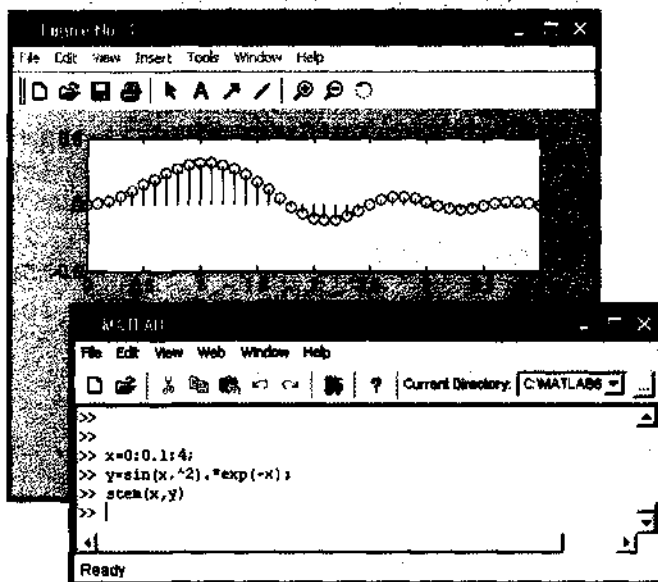 Figure No. 1
File Edit View Insert Tools Window Help
0
MATLAB
File Edit View Web Window Help
? Current Directory: C:\MATLAB6 ...
>>
>>
>> x=0:0.1:4;
>> y=sin(x.^2).*exp(-x);
>> stem(x,y)
>>
Ready